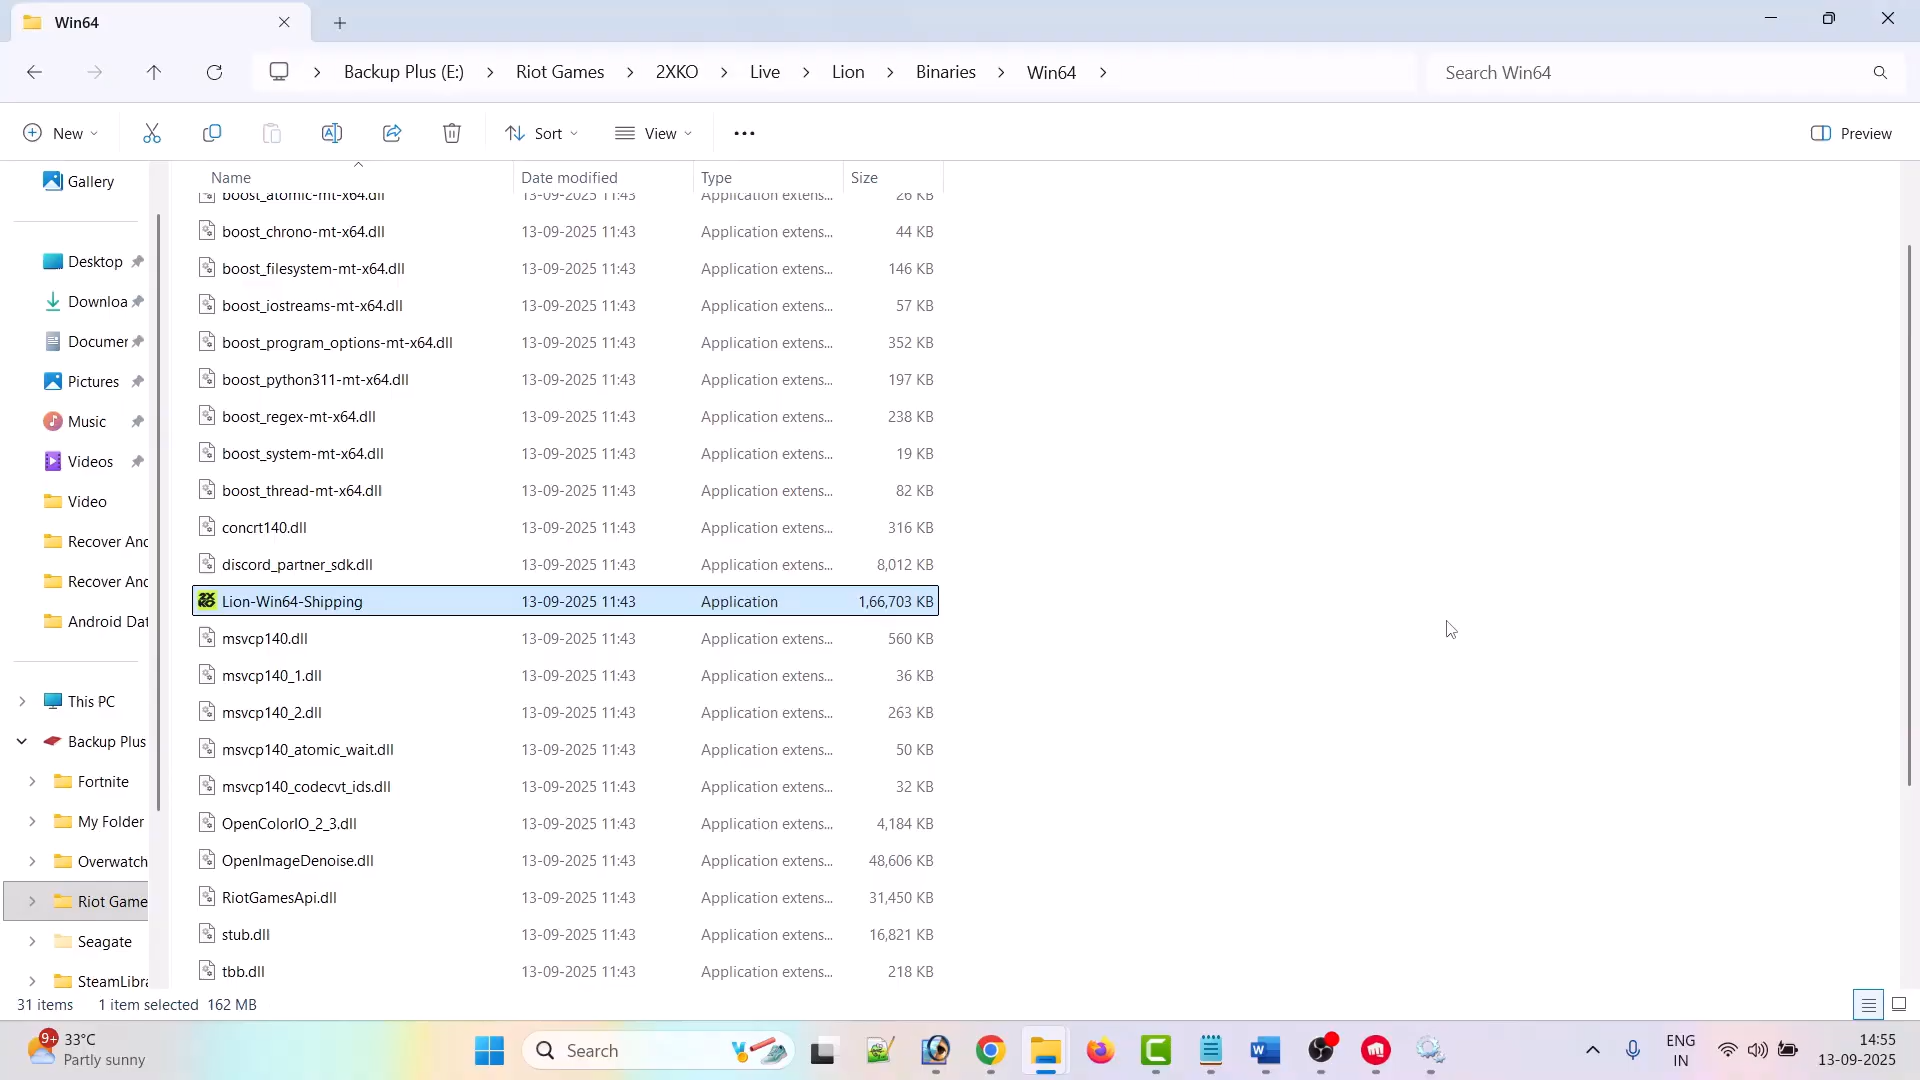 Win64
Backup Plus (E:) > Riot Games > 2XKO > Live > Lion > Binaries > Win64 >
Search Win64
New
Sort
View
Preview
Gallery
Desktop
Downloa
Documer
Pictures
Music
Videos
Video
Recover Anc
Recover Anc
Android Dat
This PC
Backup Plus
Fortnite
My Folder
Overwatch
Riot Game
Seagate
SteamLibra
Name Date modified Type Size
boost_atomic-mt-x64.dll 13-09-2025 11:43 Application extens... 26 KB
boost_chrono-mt-x64.dll 13-09-2025 11:43 Application extens... 44 KB
boost_filesystem-mt-x64.dll 13-09-2025 11:43 Application extens... 146 KB
boost_iostreams-mt-x64.dll 13-09-2025 11:43 Application extens... 57 KB
boost_program_options-mt-x64.dll 13-09-2025 11:43 Application extens... 352 KB
boost_python311-mt-x64.dll 13-09-2025 11:43 Application extens... 197 KB
boost_regex-mt-x64.dll 13-09-2025 11:43 Application extens... 238 KB
boost_system-mt-x64.dll 13-09-2025 11:43 Application extens... 19 KB
boost_thread-mt-x64.dll 13-09-2025 11:43 Application extens... 82 KB
concrt140.dll 13-09-2025 11:43 Application extens... 316 KB
discord_partner_sdk.dll 13-09-2025 11:43 Application extens... 8,012 KB
Lion-Win64-Shipping 13-09-2025 11:43 Application 1,66,703 KB
msvcp140.dll 13-09-2025 11:43 Application extens... 560 KB
msvcp140_1.dll 13-09-2025 11:43 Application extens... 36 KB
msvcp140_2.dll 13-09-2025 11:43 Application extens... 263 KB
msvcp140_atomic_wait.dll 13-09-2025 11:43 Application extens... 50 KB
msvcp140_codecvt_ids.dll 13-09-2025 11:43 Application extens... 32 KB
OpenColorIO_2_3.dll 13-09-2025 11:43 Application extens... 4,184 KB
OpenImageDenoise.dll 13-09-2025 11:43 Application extens... 48,606 KB
RiotGamesApi.dll 13-09-2025 11:43 Application extens... 31,450 KB
stub.dll 13-09-2025 11:43 Application extens... 16,821 KB
tbb.dll 13-09-2025 11:43 Application extens... 218 KB
31 items 1 item selected 162 MB
9+
33°C
Partly sunny
Search
ENG
IN
14:55
13-09-2025